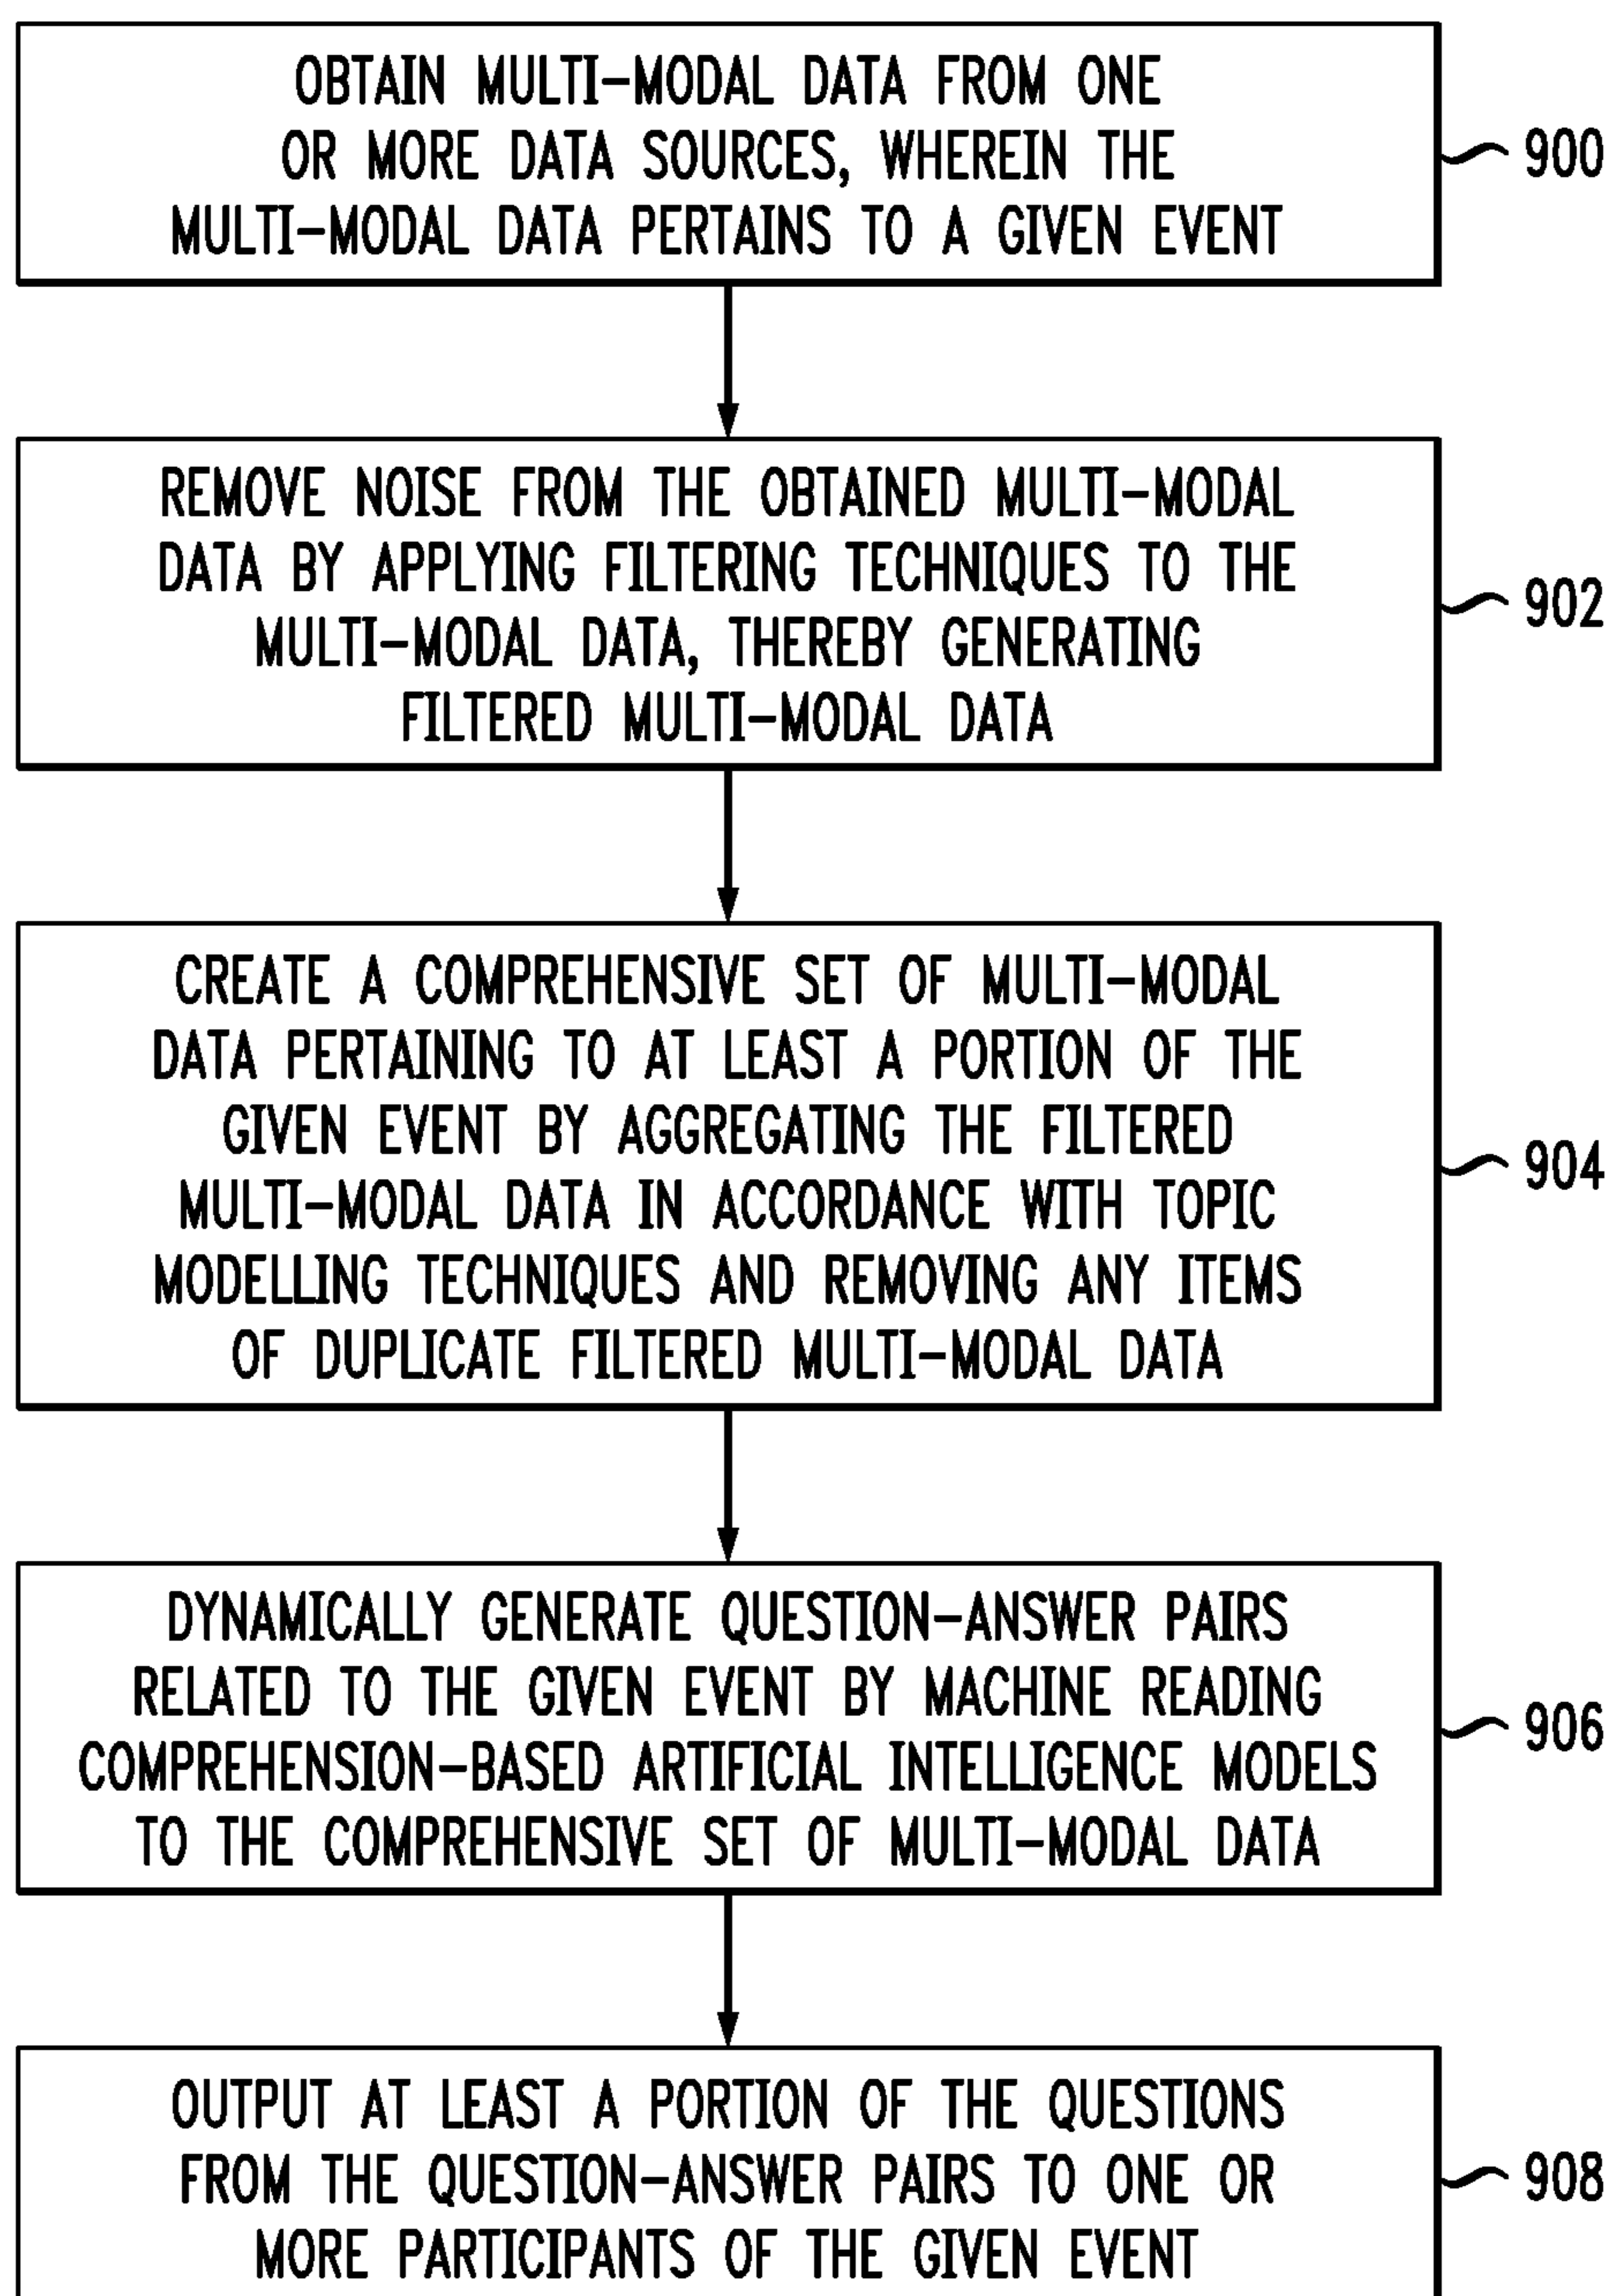 OBTAIN MULTI-MODAL DATA FROM ONE
OR MORE DATA SOURCES, WHEREIN THE
MULTI-MODAL DATA PERTAINS TO A GIVEN EVENT
900
REMOVE NOISE FROM THE OBTAINED MULTI-MODAL
DATA BY APPLYING FILTERING TECHNIQUES TO THE
MULTI-MODAL DATA, THEREBY GENERATING
FILTERED MULTI-MODAL DATA
902
CREATE A COMPREHENSIVE SET OF MULTI-MODAL
DATA PERTAINING TO AT LEAST A PORTION OF THE
GIVEN EVENT BY AGGREGATING THE FILTERED
MULTI-MODAL DATA IN ACCORDANCE WITH TOPIC
MODELLING TECHNIQUES AND REMOVING ANY ITEMS
OF DUPLICATE FILTERED MULTI-MODAL DATA
904
DYNAMICALLY GENERATE QUESTION-ANSWER PAIRS
RELATED TO THE GIVEN EVENT BY MACHINE READING
COMPREHENSION-BASED ARTIFICIAL INTELLIGENCE MODELS
TO THE COMPREHENSIVE SET OF MULTI-MODAL DATA
906
OUTPUT AT LEAST A PORTION OF THE QUESTIONS
FROM THE QUESTION-ANSWER PAIRS TO ONE OR
MORE PARTICIPANTS OF THE GIVEN EVENT
908